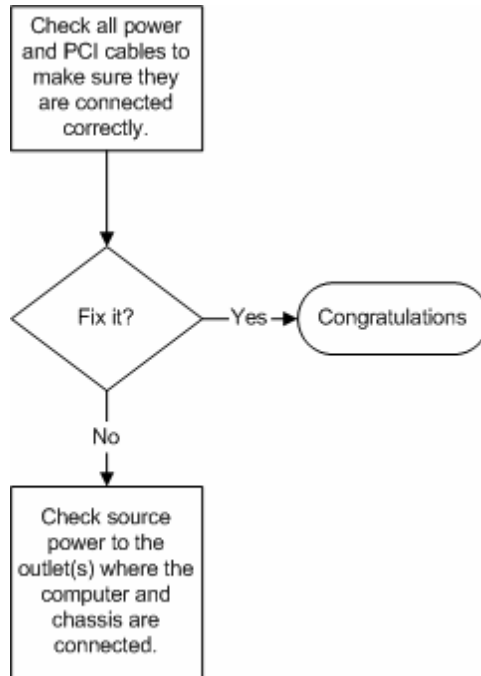 Check all power
and PCI cables to
make sure they
are connected
correctly.
Fix it?
Yes
Congratulations
No
Check source
power to the
outlet(s) where the
computer and
chassis are
connected.